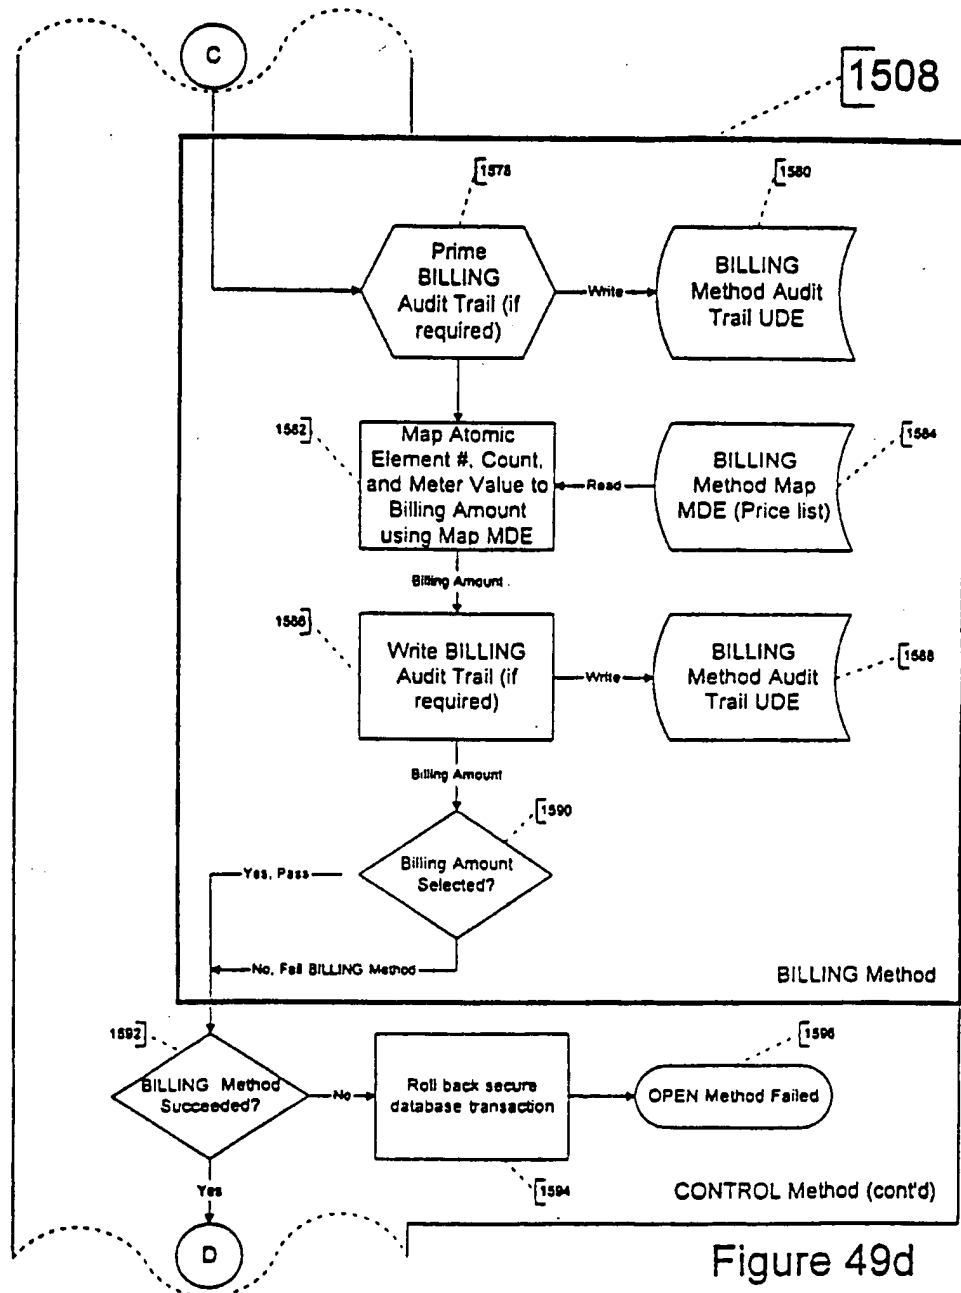 C
1508
1578
1580
Prime
BILLING
Audit Trail (if
required)
Write
BILLING
Method Audit
Trail UDE
1582
1584
Map Atomic
Element #, Count,
and Meter Value to
Billing Amount
using Map MDE
Read
BILLING
Method Map
MDE (Price list)
Billing Amount
1586
1588
Write BILLING
Audit Trail (if
required)
Write
BILLING
Method Audit
Trail UDE
Billing Amount
1590
Billing Amount
Selected?
Yes, Pass
No, Fail BILLING Method
BILLING Method
1592
1596
BILLING Method
Succeeded?
No
Roll back secure
database transaction
OPEN Method Failed
Yes
1594
CONTROL Method (cont'd)
D
Figure 49d